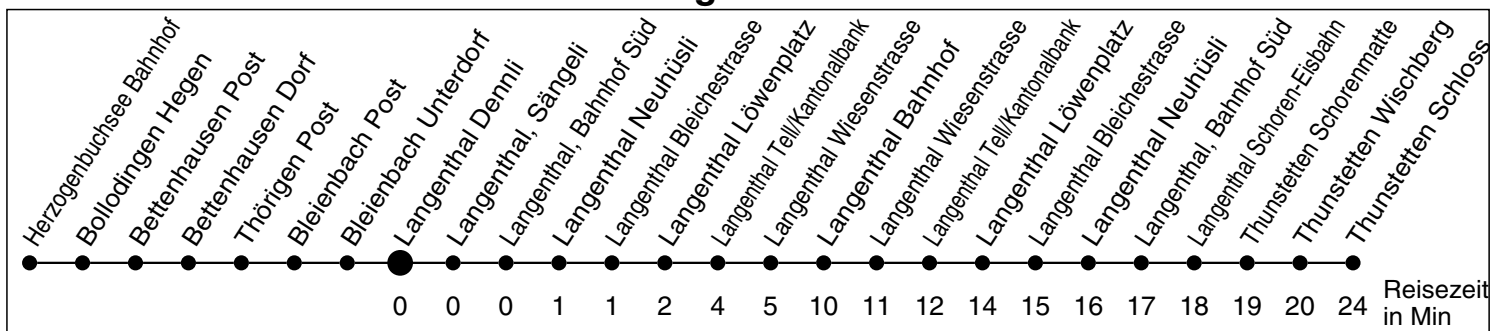 Herzogenbuchsee Bahnhof
Bollodingen Hegen
Bettenhausen Post
Bettenhausen Dorf
Thörigen Post
Bleienbach Post
Bleienbach Unterdorf
Langenthal Dennli
Langenthal, Sängeli
Langenthal, Bahnhof Süd
Langenthal Neuhüsli
Langenthal Bleichestrasse
Langenthal Löwenplatz
Langenthal Tell/Kantonalbank
Langenthal Wiesenstrasse
Langenthal Bahnhof
Langenthal Wiesenstrasse
Langenthal Tell/Kantonalbank
Langenthal Löwenplatz
Langenthal Bleichestrasse
Langenthal Neuhüsli
Langenthal, Bahnhof Süd
Langenthal Schoren-Eisbahn
Thunstetten Schorenmatte
Thunstetten Wischberg
Thunstetten Schloss
0 0 0 1 1 2 4 5 10 11 12 14 15 16 17 18 19 20 24 Reisezeit
in Min